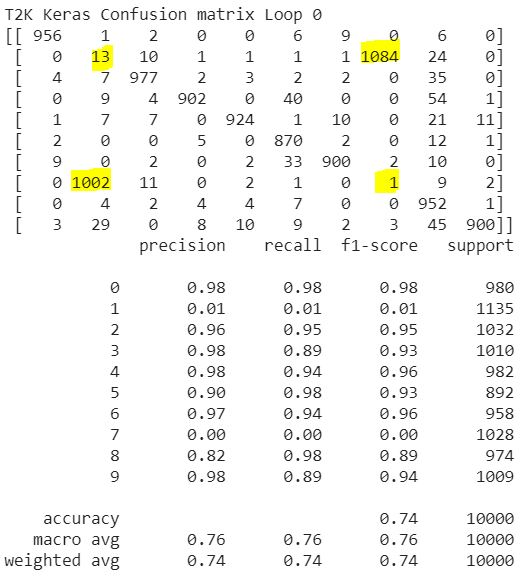 T2K Keras Confusion matrix Loop 0
[[ 956 1 2 0 0 6 9 0 6 0]
[ 0 13 10 1 1 1 1 1084 24 0]
[ 4 7 977 2 3 2 2 0 35 0]
[ 0 9 4 902 0 40 0 0 54 1]
[ 1 7 7 0 924 1 10 0 21 11]
[ 2 0 0 5 0 870 2 0 12 1]
[ 9 0 2 0 2 33 900 2 10 0]
[ 0 1002 11 0 2 1 0 1 9 2]
[ 0 4 2 4 4 7 0 0 952 1]
[ 3 29 0 8 10 9 2 3 45 900]]
precision recall f1-score support
0 0.98 0.98 0.98 980
1 0.01 0.01 0.01 1135
2 0.96 0.95 0.95 1032
3 0.98 0.89 0.93 1010
4 0.98 0.94 0.96 982
5 0.90 0.98 0.93 892
6 0.97 0.94 0.96 958
7 0.00 0.00 0.00 1028
8 0.82 0.98 0.89 974
9 0.98 0.89 0.94 1009
accuracy 0.74 10000
macro avg 0.76 0.76 0.76 10000
weighted avg 0.74 0.74 0.74 10000